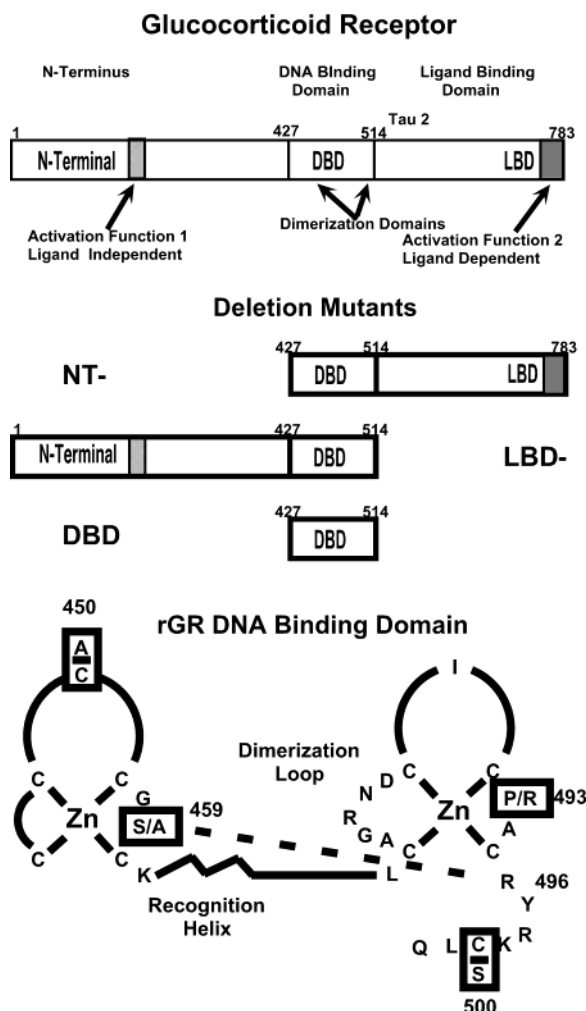 Glucocorticoid Receptor
N-Terminus
DNA BInding
Domain
Ligand Binding
Domain
1
427
514
Tau 2
783
N-Terminal
DBD
LBD
Dimerization Domains
Activation Function 1
Ligand Independent
Activation Function 2
Ligand Dependent
Deletion Mutants
427
514
783
NT-
DBD
LBD
1
427
514
N-Terminal
DBD
LBD-
427
514
DBD
DBD
450
rGR DNA Binding Domain
A
C
I
Dimerization
Loop
C
C
G
Zn
S/A
459
C
C
K
D
N
R
G
A
C
C
Zn
P/R
493
A
C
C
L
Recognition
Helix
R
496
Y
R
K
C
S
L
Q
500